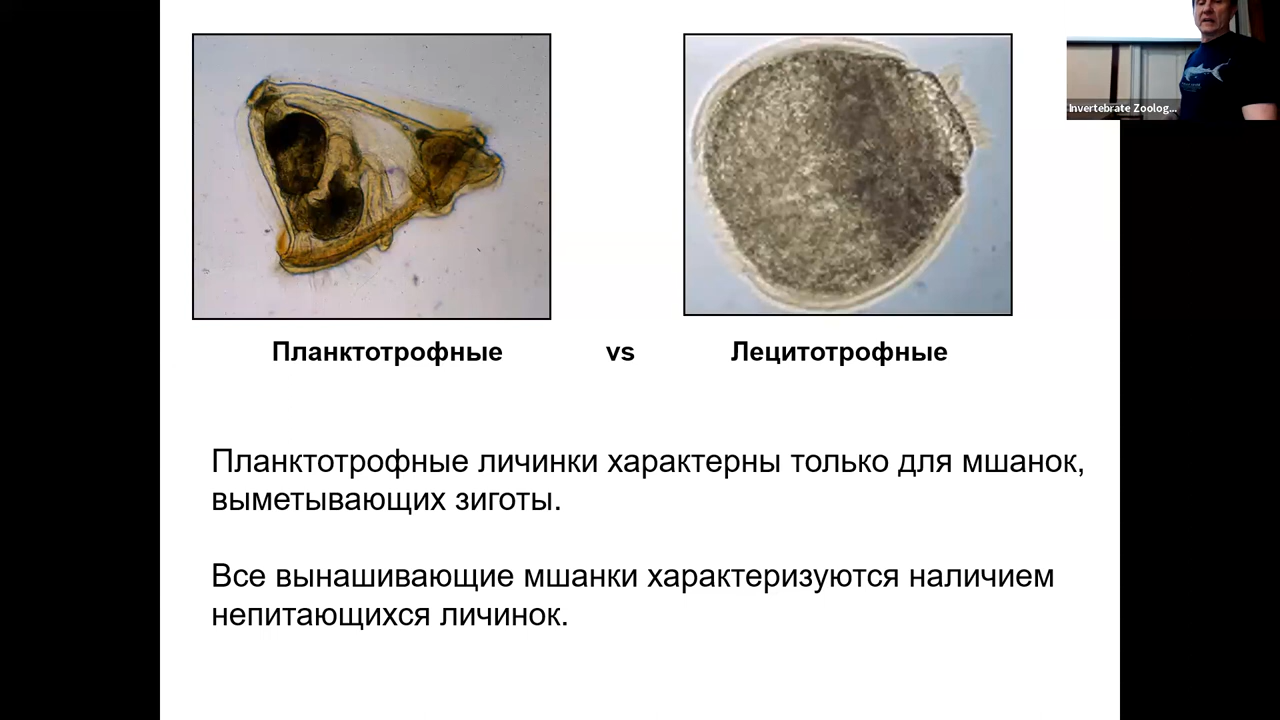 Invertebrate Zoolog...
Планктотрофные vs Лецитотрофные
Планктотрофные личинки характерны только для мшанок,
выметывающих зиготы.
Все вынашивающие мшанки характеризуются наличием
непитающихся личинок.